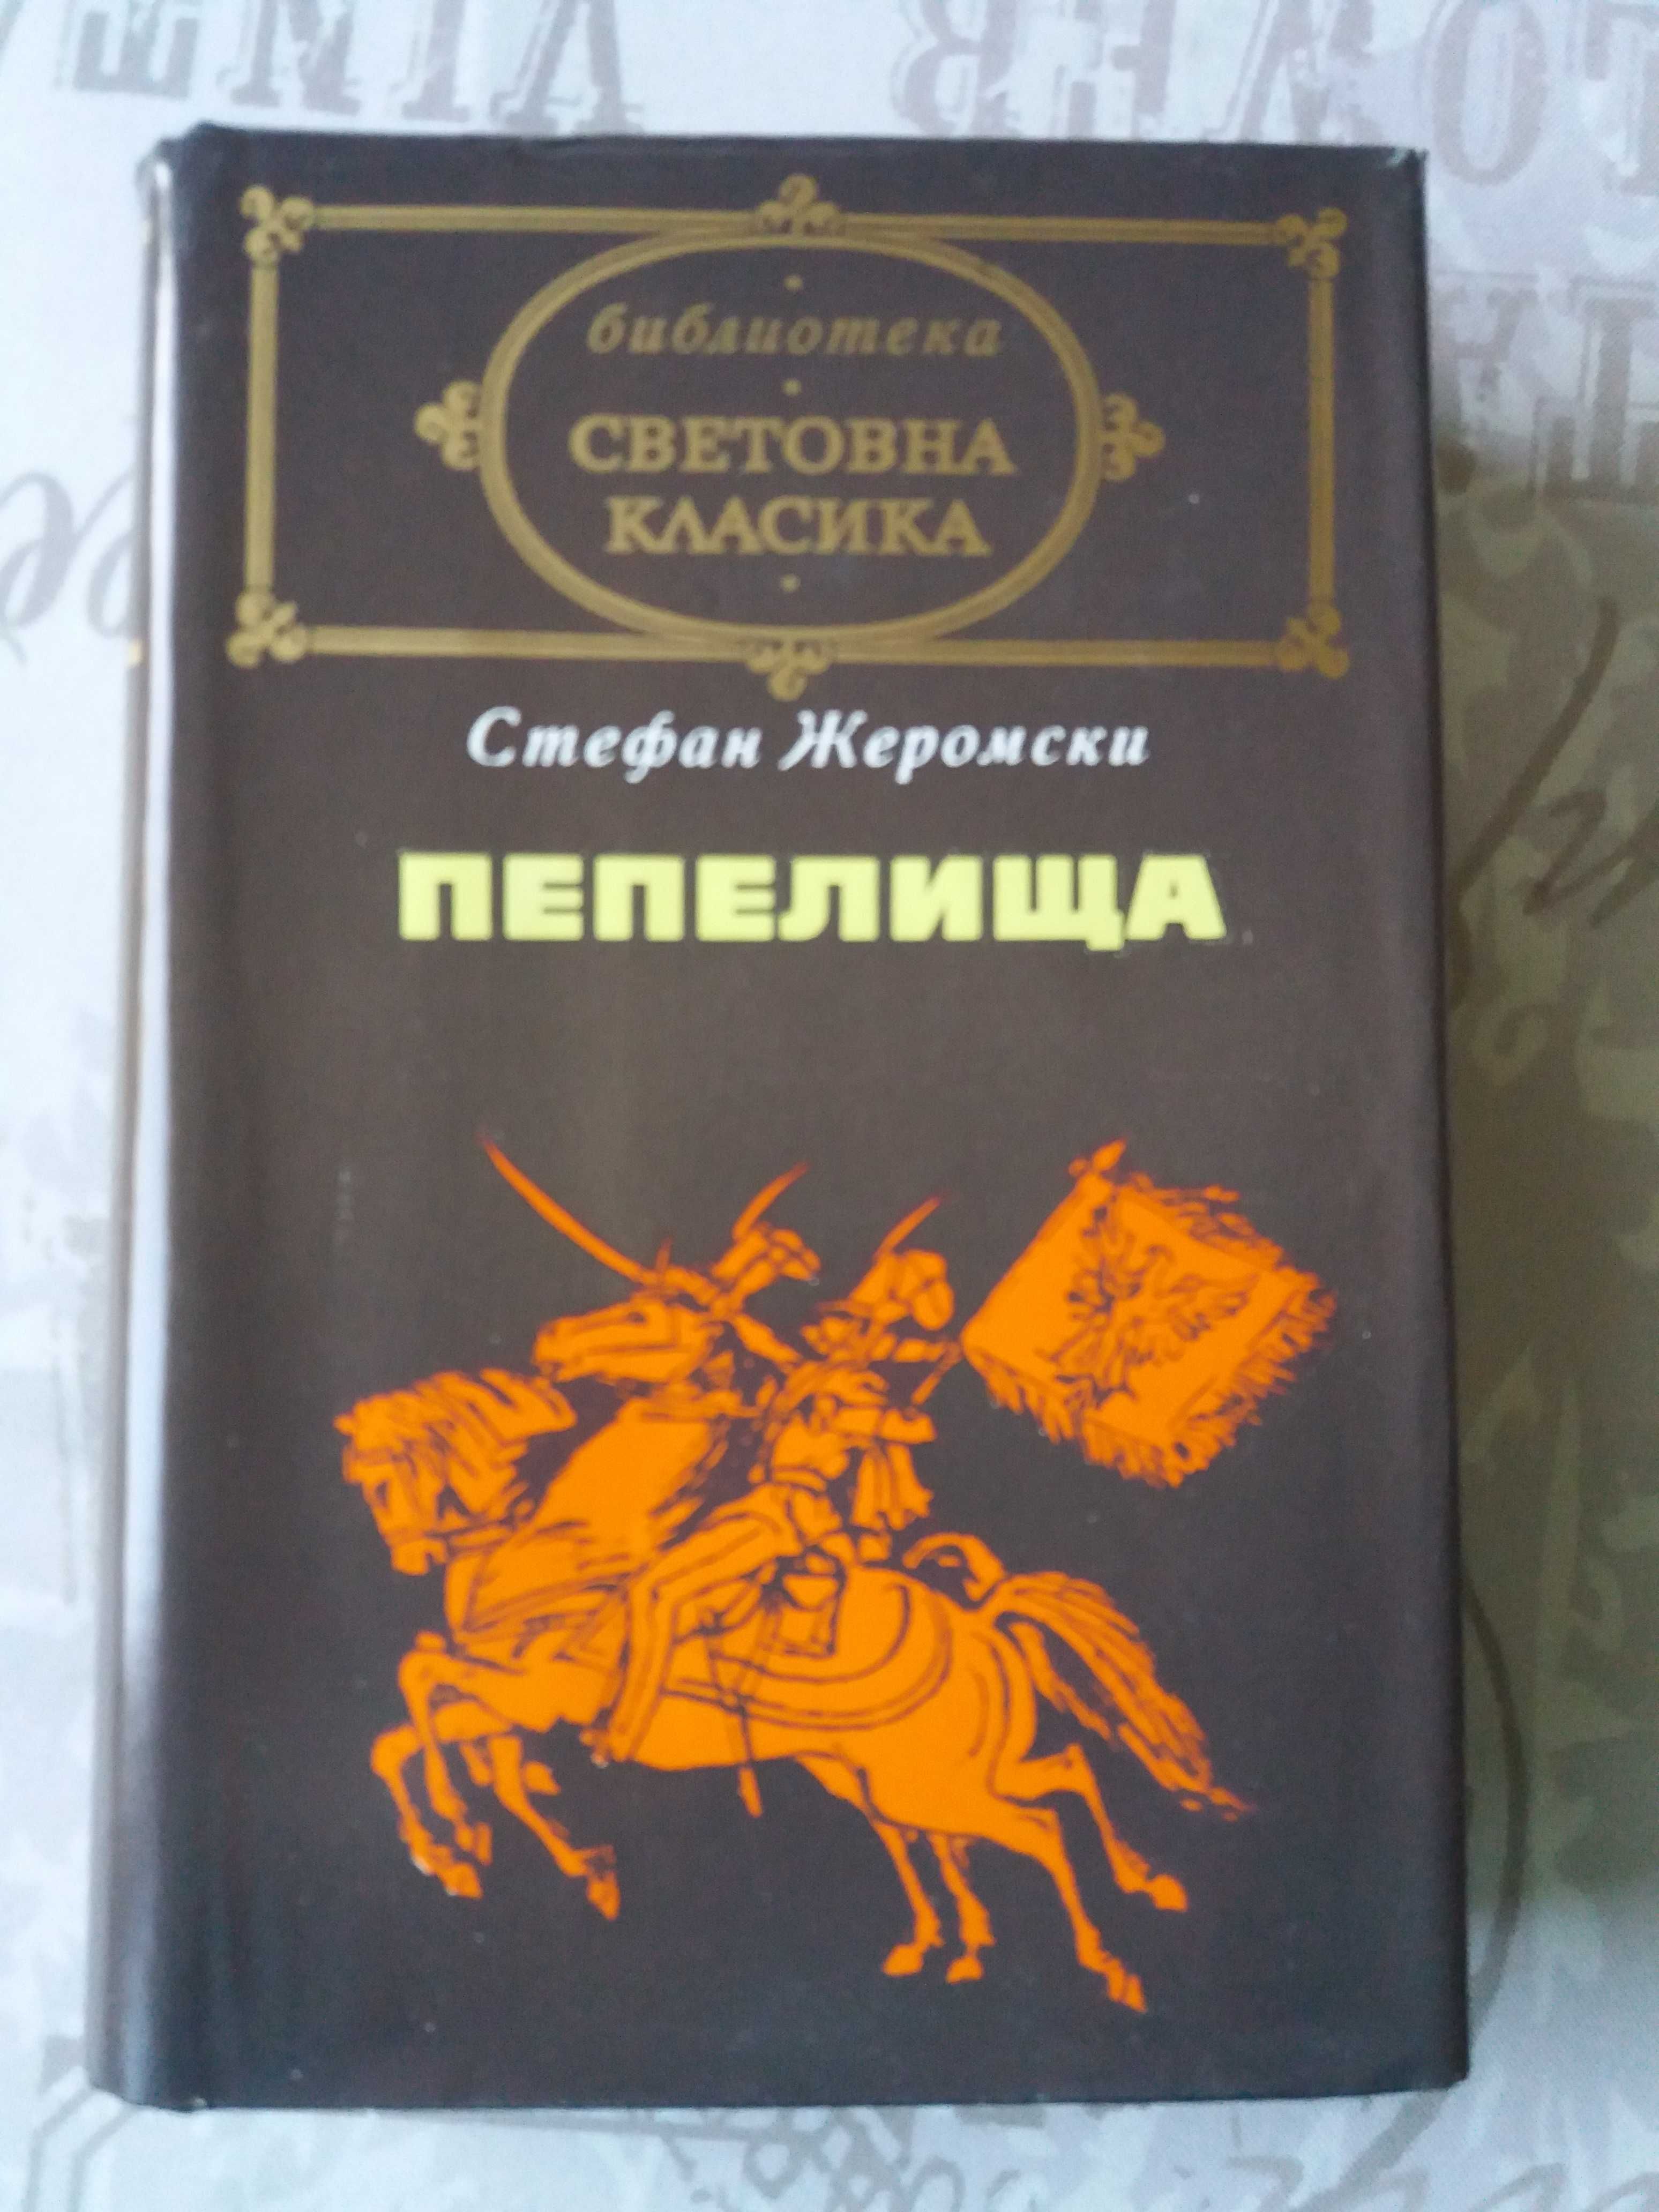 библиотека
СВЕТОВНА
КЛАСИКА
Стефан Жеромски
ПЕПЕЛИЩА